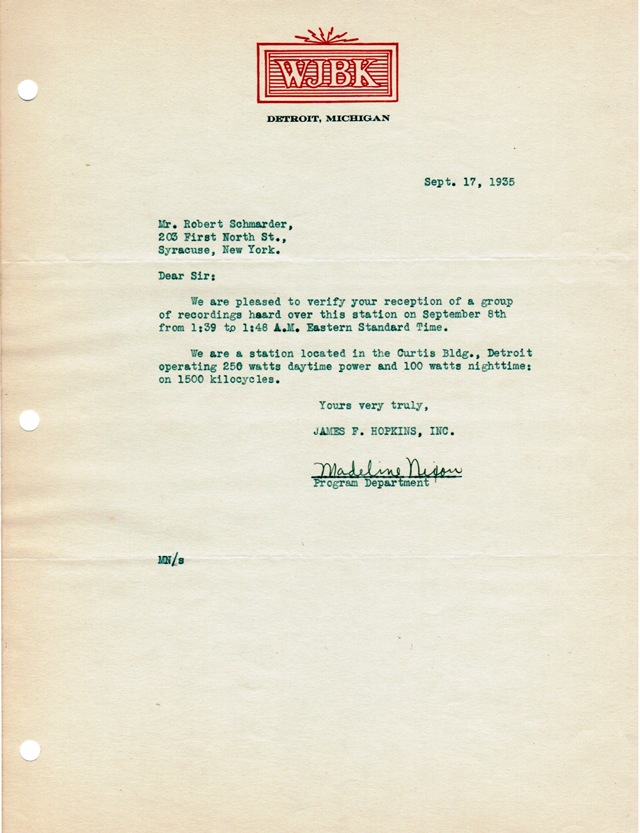 WJBK
DETROIT, MICHIGAN
Sept. 17, 1935
Mr. Robert Schmarder,
203 First North St.,
Syracuse, New York.
Dear Sir:
We are pleased to verify your reception of a group
of recordings haard over this station on September 8th
from 1:39 to 1:48 A.M. Eastern Standard Time.
We are a station located in the Curtis Bldg., Detroit
operating 250 watts daytime power and 100 watts nighttime:
on 1500 kilocycles.
Yours very truly,
JAMES F. HOPKINS, INC.
Madeline Nixon
Program Department
MN/s